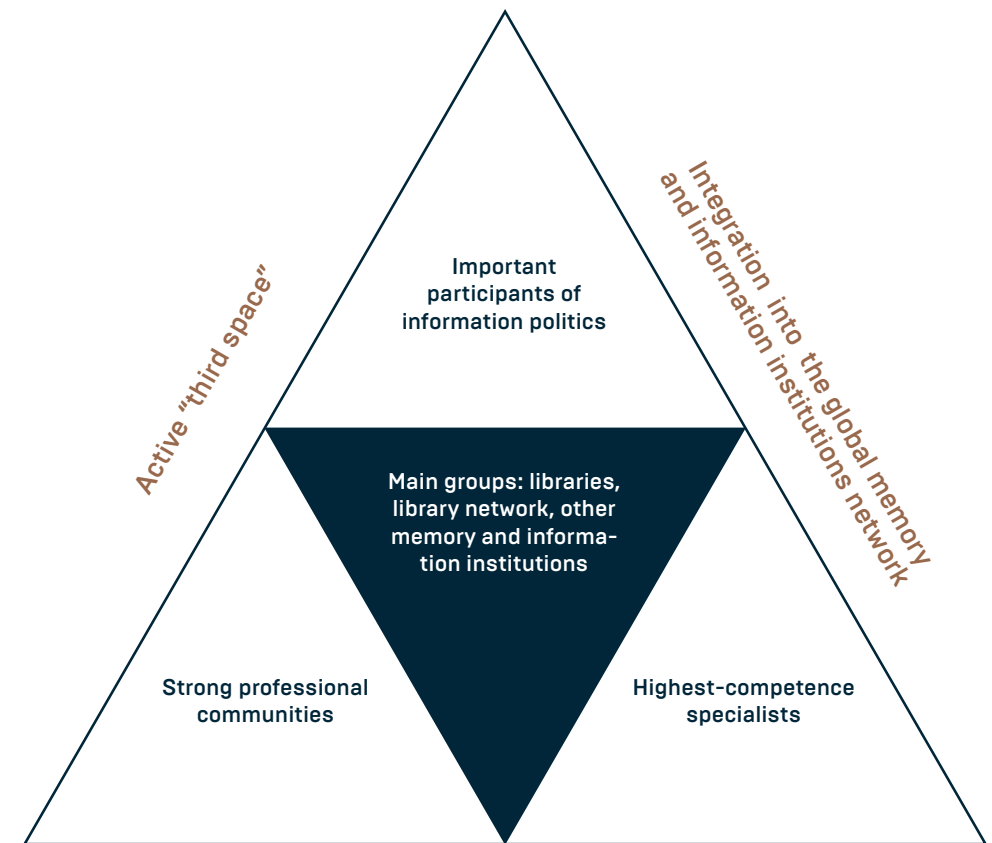 Important
participants of
information politics
Active “third space”
Integration into the global memory
and information institutions network
Main groups: libraries,
library network, other
memory and informa-
tion institutions
Strong professional
communities
Highest-competence
specialists